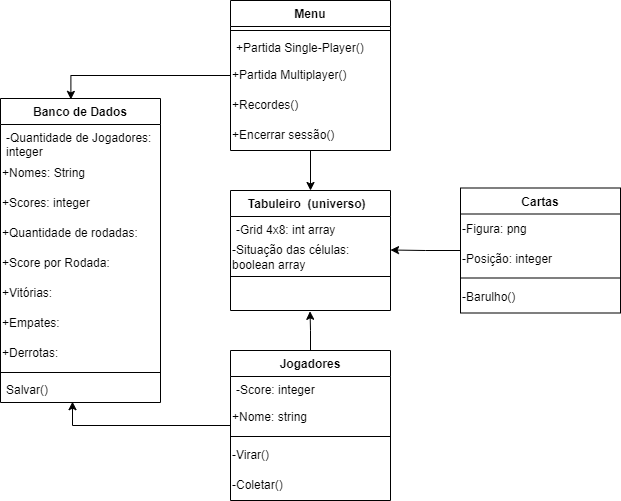 Menu
+Partida Single-Player()
+Partida Multiplayer()
+Recordes()
+Encerrar sessão()
Banco de Dados
-Quantidade de Jogadores:
integer
+Nomes: String
+Scores: integer
+Quantidade de rodadas:
+Score por Rodada:
+Vitórias:
+Empates:
+Derrotas:
Salvar()
Tabuleiro (universo)
-Grid 4x8: int array
-Situação das células:
boolean array
Cartas
-Figura: png
-Posição: integer
-Barulho()
Jogadores
-Score: integer
+Nome: string
-Virar()
-Coletar()